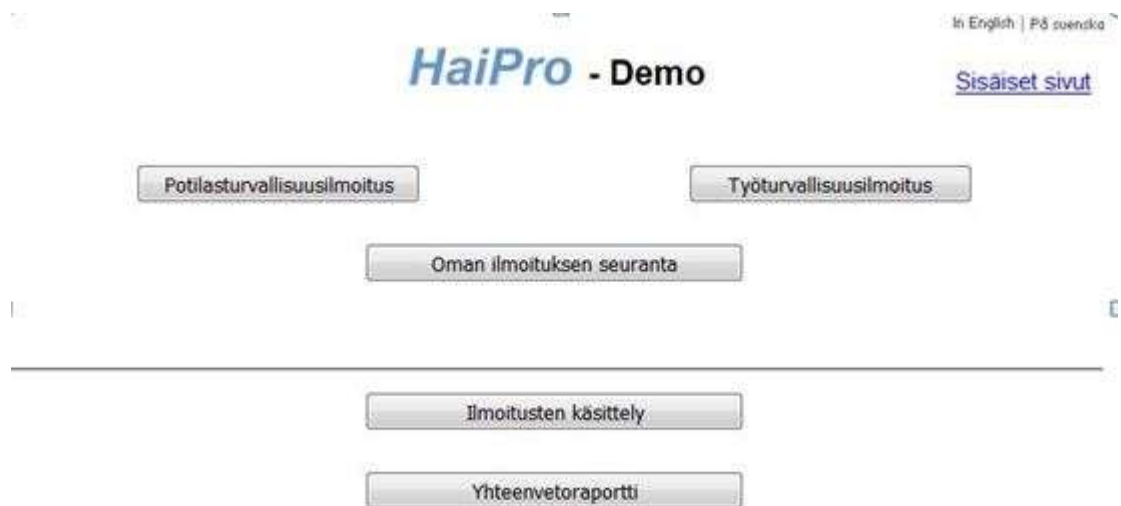 In English | På svenska
HaiPro - Demo
Sisäiset sivut
Potilasturvallisuusilmoitus
Työturvallisuusilmoitus
Oman ilmoituksen seuranta
Ilmoitusten käsittely
Yhteenvetoraportti